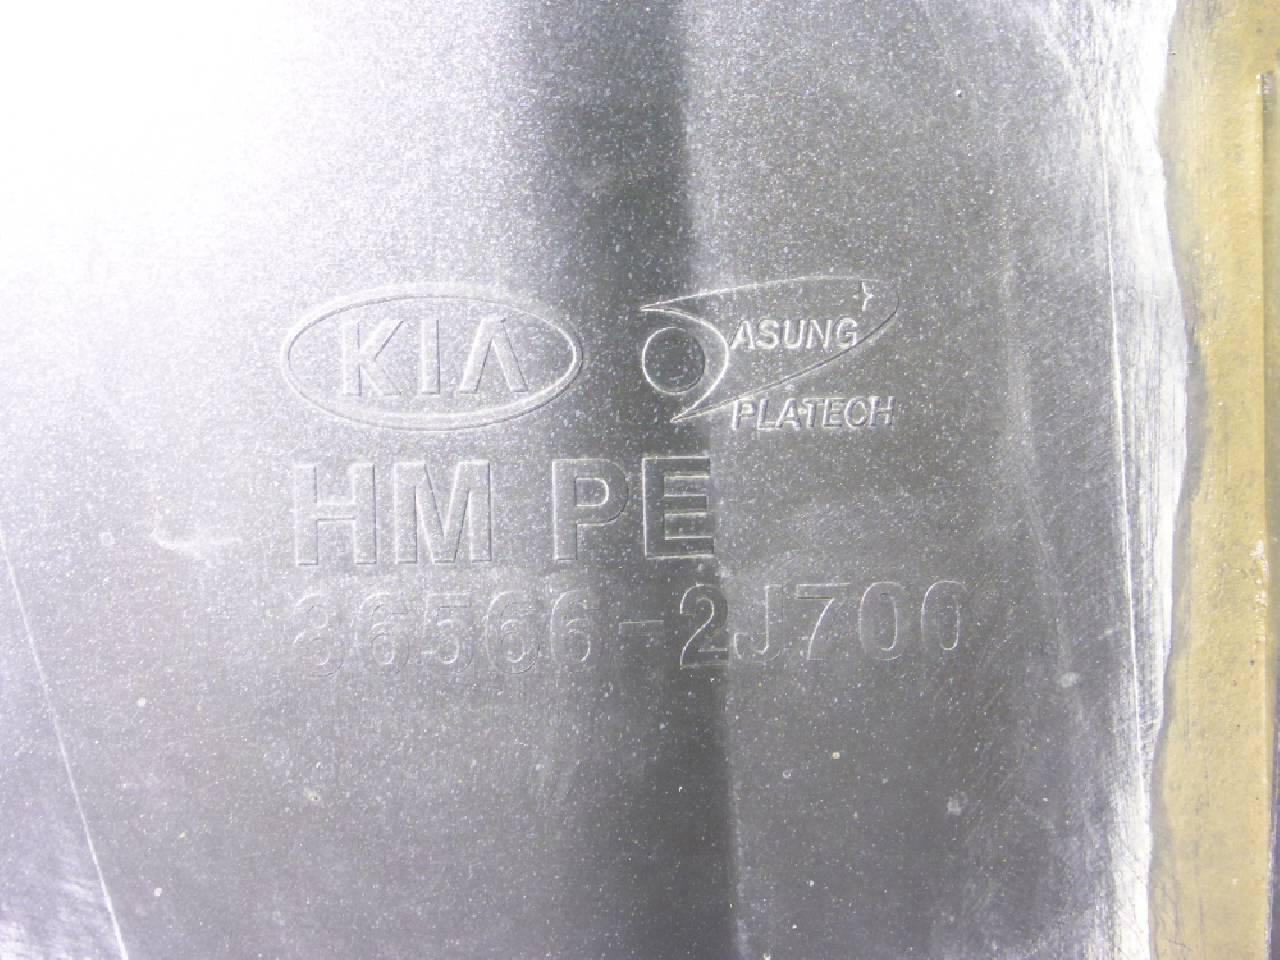 KIA
ASUNG
PLATECH
HM PE
86566-2J700